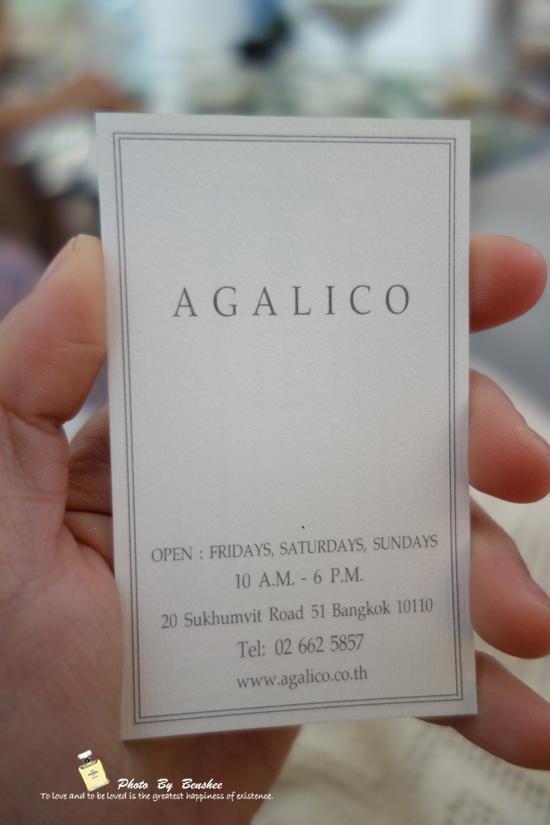 AGALICO
OPEN : FRIDAYS, SATURDAYS, SUNDAYS
10 A.M. - 6 P.M.
20 Sukhumvit Road 51 Bangkok 10110
Tel: 02 662 5857
www.agalico.co.th
Photo By Benshee
To love and to be loved is the greatest happiness of existence.